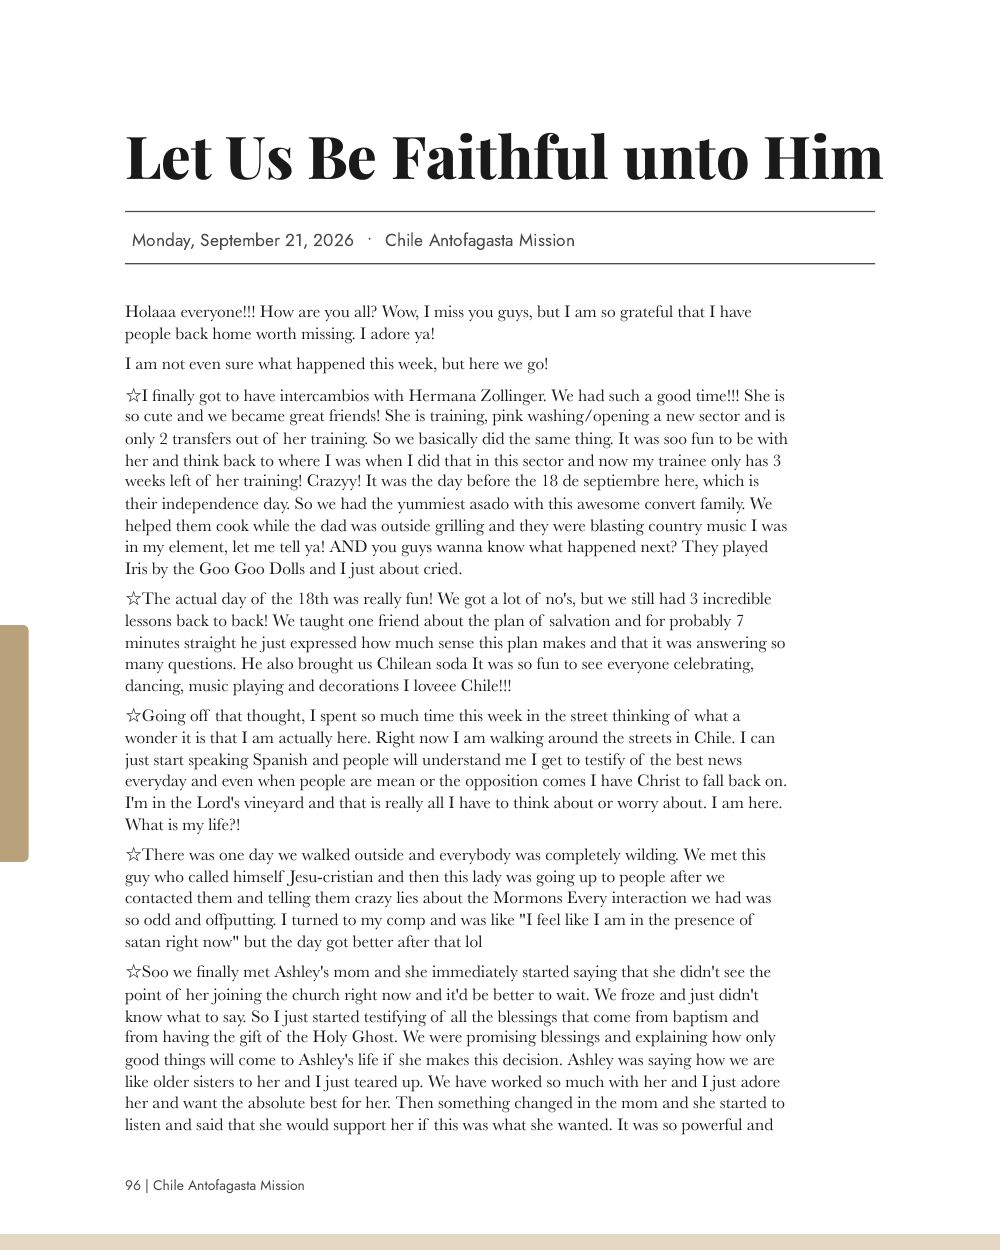 Let Us Be Faithful unto Him
Monday, September 21, 2026 · Chile Antofagasta Mission
Holaaa everyone!!! How are you all? Wow, I miss you guys, but I am so grateful that I have
people back home worth missing. I adore ya!
I am not even sure what happened this week, but here we go!
☆I finally got to have intercambios with Hermana Zollinger. We had such a good time!!! She is
so cute and we became great friends! She is training, pink washing/opening a new sector and is
only 2 transfers out of her training. So we basically did the same thing. It was soo fun to be with
her and think back to where I was when I did that in this sector and now my trainee only has 3
weeks left of her training! Crazyy! It was the day before the 18 de septiembre here, which is
their independence day. So we had the yummiest asado with this awesome convert family. We
helped them cook while the dad was outside grilling and they were blasting country music I was
in my element, let me tell ya! AND you guys wanna know what happened next? They played
Iris by the Goo Goo Dolls and I just about cried.
☆The actual day of the 18th was really fun! We got a lot of no's, but we still had 3 incredible
lessons back to back! We taught one friend about the plan of salvation and for probably 7
minutes straight he just expressed how much sense this plan makes and that it was answering so
many questions. He also brought us Chilean soda It was so fun to see everyone celebrating,
dancing, music playing and decorations I loveee Chile!!!
☆Going off that thought, I spent so much time this week in the street thinking of what a
wonder it is that I am actually here. Right now I am walking around the streets in Chile. I can
just start speaking Spanish and people will understand me I get to testify of the best news
everyday and even when people are mean or the opposition comes I have Christ to fall back on.
I'm in the Lord's vineyard and that is really all I have to think about or worry about. I am here.
What is my life?!
☆There was one day we walked outside and everybody was completely wilding. We met this
guy who called himself Jesu-cristian and then this lady was going up to people after we
contacted them and telling them crazy lies about the Mormons Every interaction we had was
so odd and offputting. I turned to my comp and was like "I feel like I am in the presence of
satan right now" but the day got better after that lol
☆Soo we finally met Ashley's mom and she immediately started saying that she didn't see the
point of her joining the church right now and it'd be better to wait. We froze and just didn't
know what to say. So I just started testifying of all the blessings that come from baptism and
from having the gift of the Holy Ghost. We were promising blessings and explaining how only
good things will come to Ashley's life if she makes this decision. Ashley was saying how we are
like older sisters to her and I just teared up. We have worked so much with her and I just adore
her and want the absolute best for her. Then something changed in the mom and she started to
listen and said that she would support her if this was what she wanted. It was so powerful and
96 | Chile Antofagasta Mission